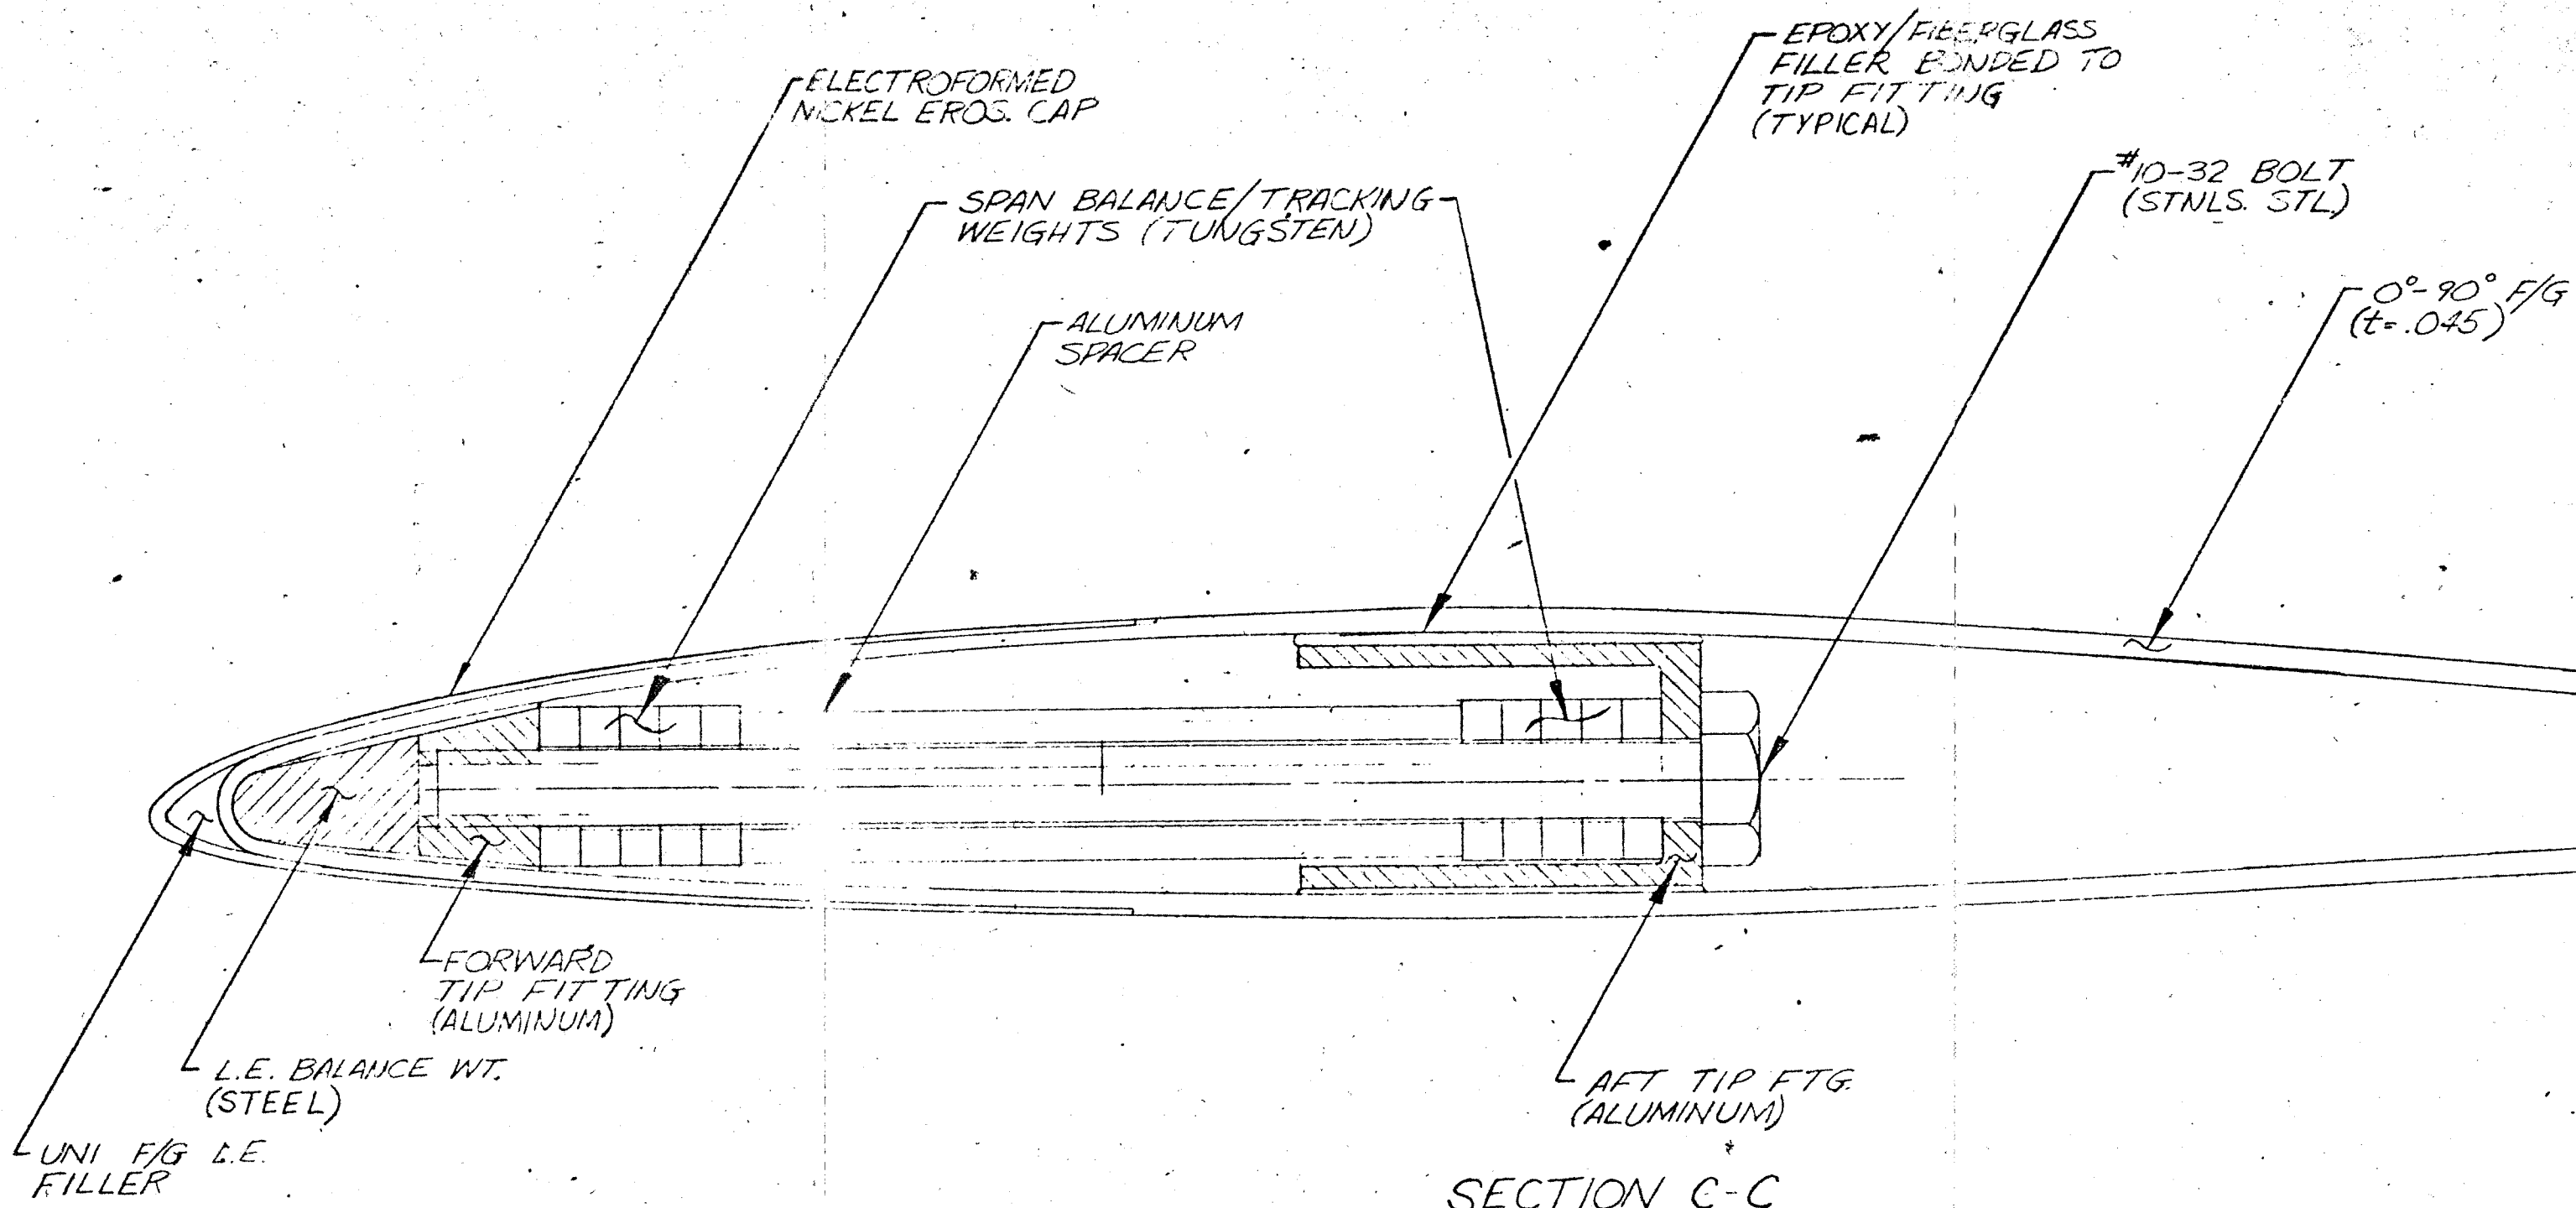 ELECTROFORMED
NICKEL EROS. CAP
EPOXY/FIBERGLASS
FILLER BONDED TO
TIP FITTING
(TYPICAL)
SPAN BALANCE/TRACKING
WEIGHTS (TUNGSTEN)
#10-32 BOLT
(STNLS. STL.)
ALUMINUM
SPACER
0°-90° F/G
(t=.045)
FORWARD
TIP FITTING
(ALUMINUM)
L.E. BALANCE WT.
(STEEL)
UNI F/G L.E.
FILLER
AFT TIP FTG.
(ALUMINUM)
SECTION C-C